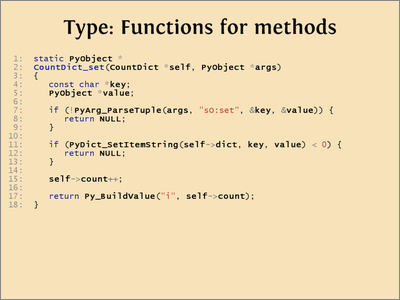 Type: Functions for methods
1: static PyObject *
2: CountDict_set(CountDict *self, PyObject *args)
3: {
4: const char *key;
5: PyObject *value;
6:
7: if (!PyArg_ParseTuple(args, "sO:set", &key, &value)) {
8: return NULL;
9: }
10:
11: if (PyDict_SetItemString(self->dict, key, value) < 0) {
12: return NULL;
13: }
14:
15: self->count++;
16:
17: return Py_BuildValue("i", self->count);
18: }